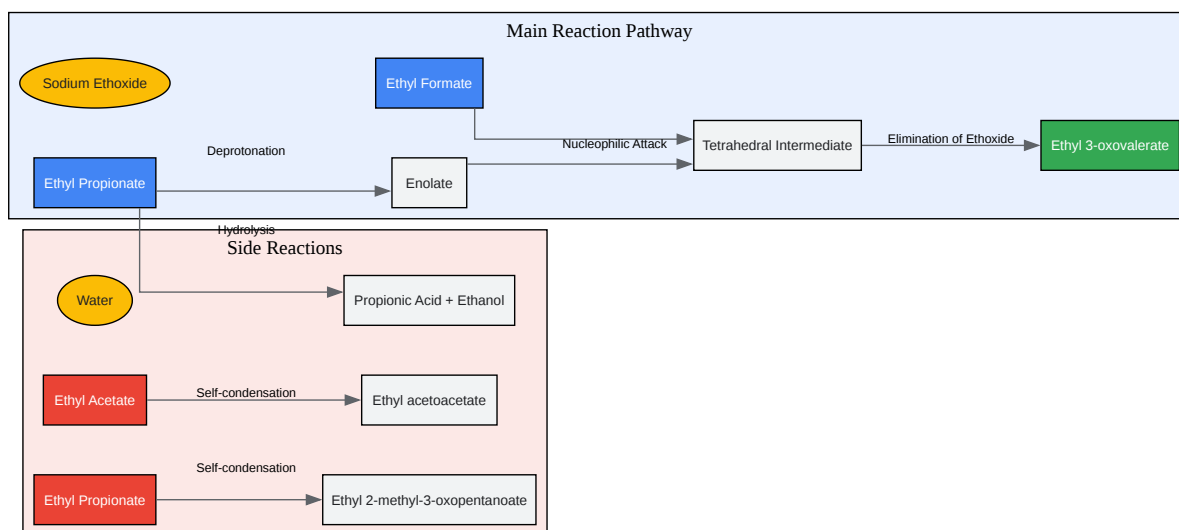 Main Reaction Pathway
Sodium Ethoxide
Ethyl Formate
Ethyl Propionate
Deprotonation
Enolate
Nucleophilic Attack
Tetrahedral Intermediate
Elimination of Ethoxide
Ethyl 3-oxovalerate
Hydrolysis
Side Reactions
Water
Propionic Acid + Ethanol
Ethyl Acetate
Self-condensation
Ethyl acetoacetate
Ethyl Propionate
Self-condensation
Ethyl 2-methyl-3-oxopentanoate